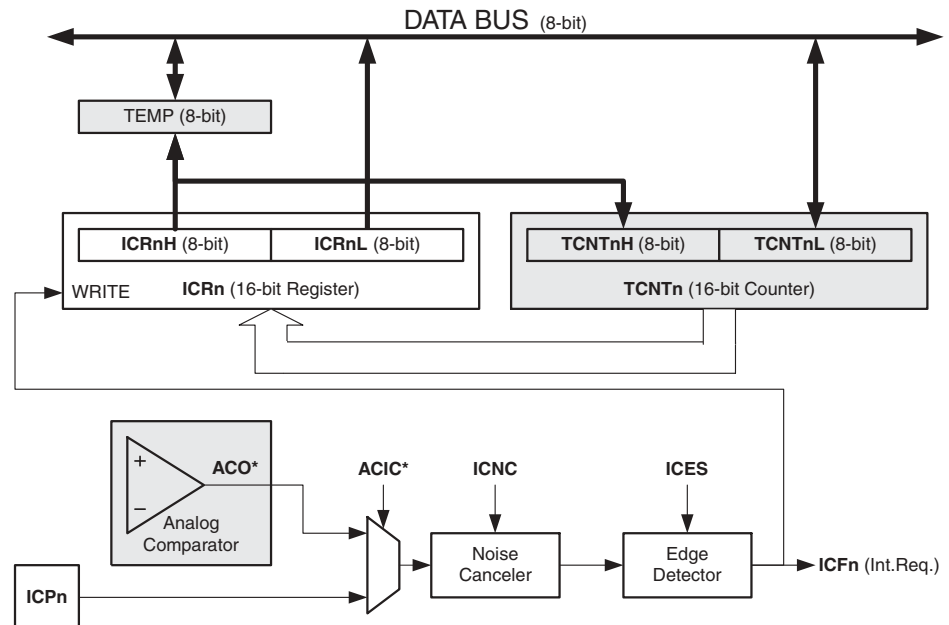 DATA BUS (8-bit)
TEMP (8-bit)
ICRnH (8-bit)
ICRnL (8-bit)
TCNTnH (8-bit)
TCNTnL (8-bit)
WRITE
ICRn (16-bit Register)
TCNTn (16-bit Counter)
+
ACO*
ACIC*
ICNC
ICES
−
Analog
Comparator
Noise
Canceler
Edge
Detector
ICFn (Int.Req.)
ICPn